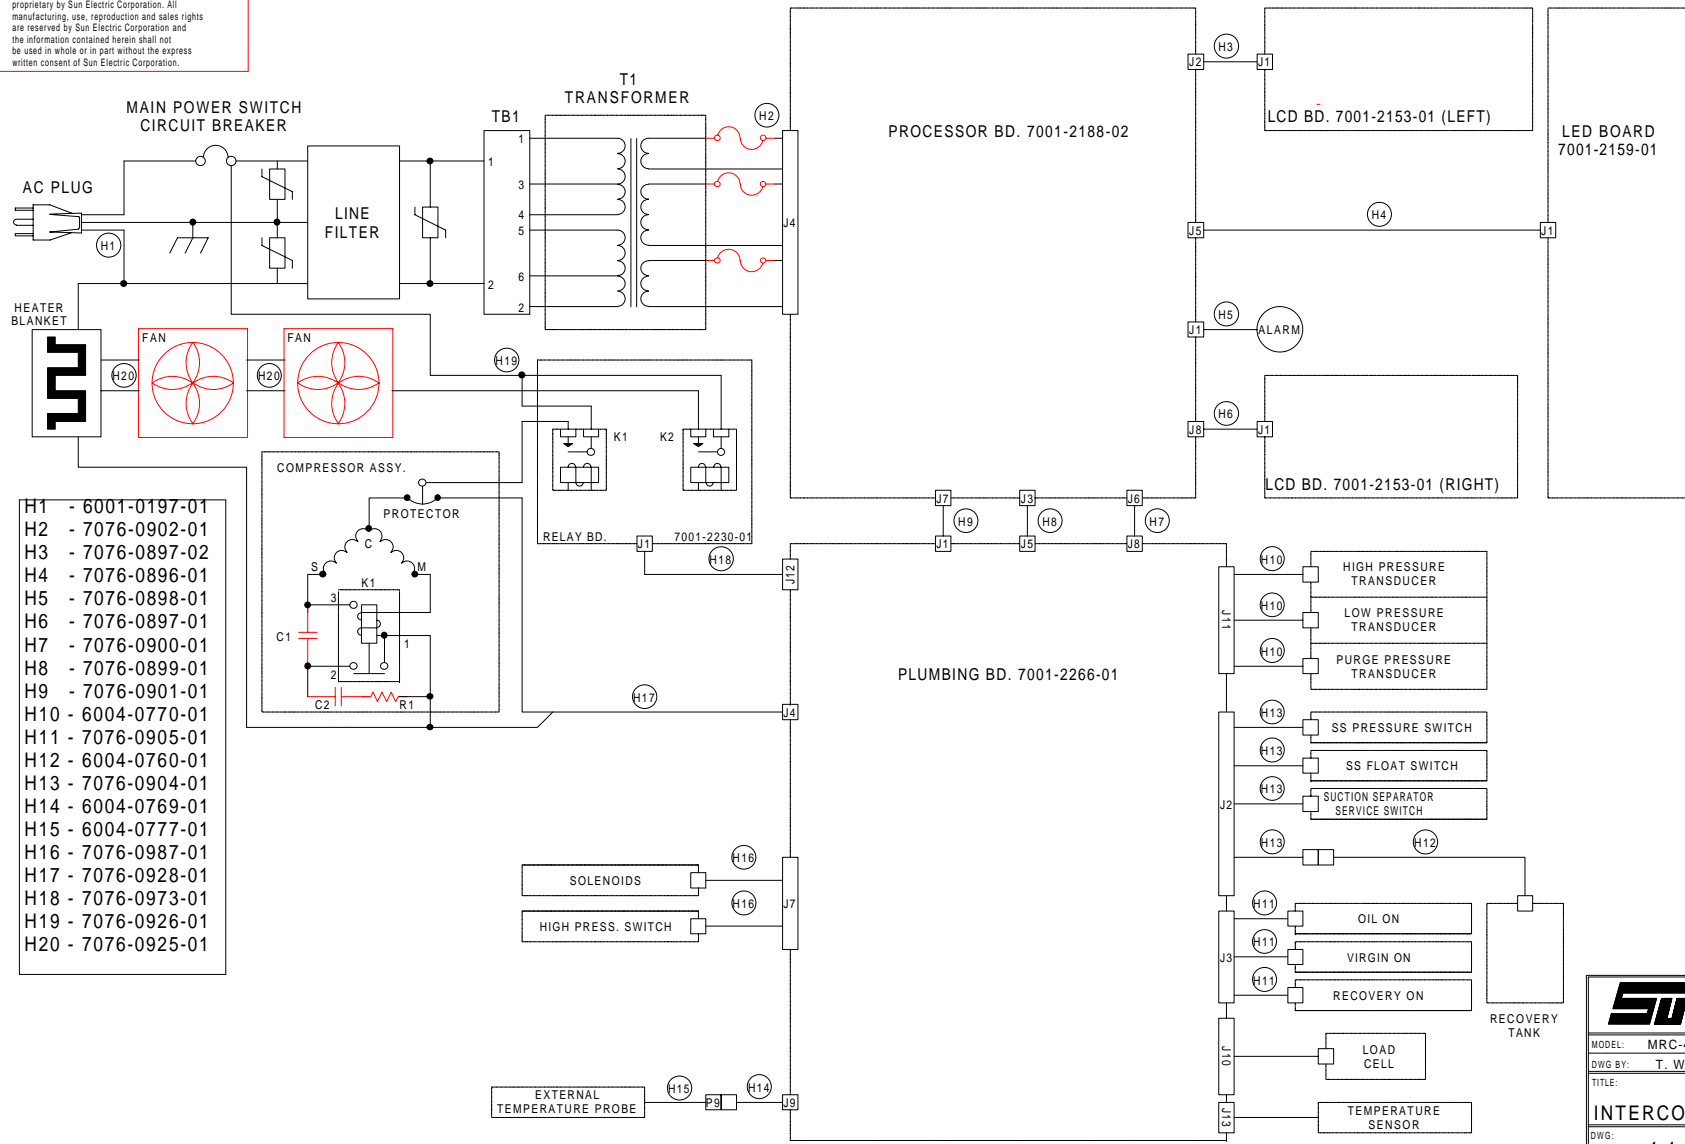 proprietary by Sun Electric Corporation. All
manufacturing, use, reproduction and sales rights
are reserved by Sun Electric Corporation and
the information contained herein shall not
be used in whole or in part without the express
written consent of Sun Electric Corporation.
MAIN POWER SWITCH
CIRCUIT BREAKER
AC PLUG
H1
LINE
FILTER
TB1
1
2
1
3
4
5
6
2
T1
TRANSFORMER
H2
J4
PROCESSOR BD. 7001-2188-02
J2
H3
J1
LCD BD. 7001-2153-01 (LEFT)
LED BOARD
7001-2159-01
J5
H4
J1
J1
H5
ALARM
J8
H6
J1
LCD BD. 7001-2153-01 (RIGHT)
HEATER
BLANKET
H20
FAN
H20
FAN
H19
K1
K2
RELAY BD.
J1
7001-2230-01
H18
J12
COMPRESSOR ASSY.
PROTECTOR
C
S
M
K1
3
1
2
C1
C2
R1
H17
J4
J7
H9
J1
J3
H8
J5
J6
H7
J8
PLUMBING BD. 7001-2266-01
H1 - 6001-0197-01
H2 - 7076-0902-01
H3 - 7076-0897-02
H4 - 7076-0896-01
H5 - 7076-0898-01
H6 - 7076-0897-01
H7 - 7076-0900-01
H8 - 7076-0899-01
H9 - 7076-0901-01
H10 - 6004-0770-01
H11 - 7076-0905-01
H12 - 6004-0760-01
H13 - 7076-0904-01
H14 - 6004-0769-01
H15 - 6004-0777-01
H16 - 7076-0987-01
H17 - 7076-0928-01
H18 - 7076-0973-01
H19 - 7076-0926-01
H20 - 7076-0925-01
SOLENOIDS
H16
HIGH PRESS. SWITCH
H16
J7
EXTERNAL
TEMPERATURE PROBE
H15
P9
H14
J9
J11
H10
HIGH PRESSURE
TRANSDUCER
H10
LOW PRESSURE
TRANSDUCER
H10
PURGE PRESSURE
TRANSDUCER
J2
H13
SS PRESSURE SWITCH
H13
SS FLOAT SWITCH
H13
SUCTION SEPARATOR
SERVICE SWITCH
H13
H12
RECOVERY
TANK
J3
H11
OIL ON
H11
VIRGIN ON
H11
RECOVERY ON
J10
LOAD
CELL
J13
TEMPERATURE
SENSOR
MODEL: MRC-
DWG BY: T. W
TITLE:
INTERCO
DWG: